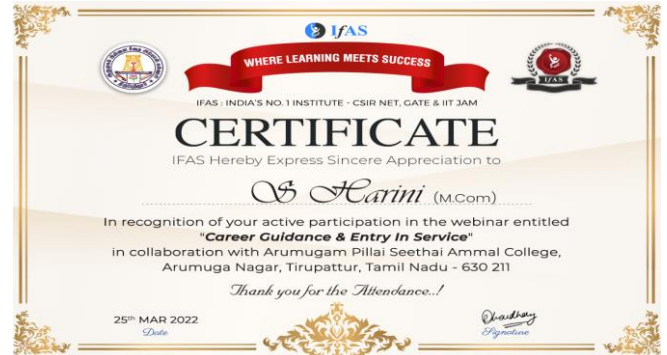 IfAS
WHERE LEARNING MEETS SUCCESS
IFAS
IFAS : INDIA'S NO. 1 INSTITUTE - CSIR NET, GATE & IIT JAM
CERTIFICATE
IFAS Hereby Express Sincere Appreciation to
S Harini (M.Com)
In recognition of your active participation in the webinar entitled
"Career Guidance & Entry In Service"
in collaboration with Arumugam Pillai Seethai Ammal College,
Arumuga Nagar, Tirupattur, Tamil Nadu - 630 211
Thank you for the Attendance..!
25th MAR 2022
Date
Chaudhary
Signature